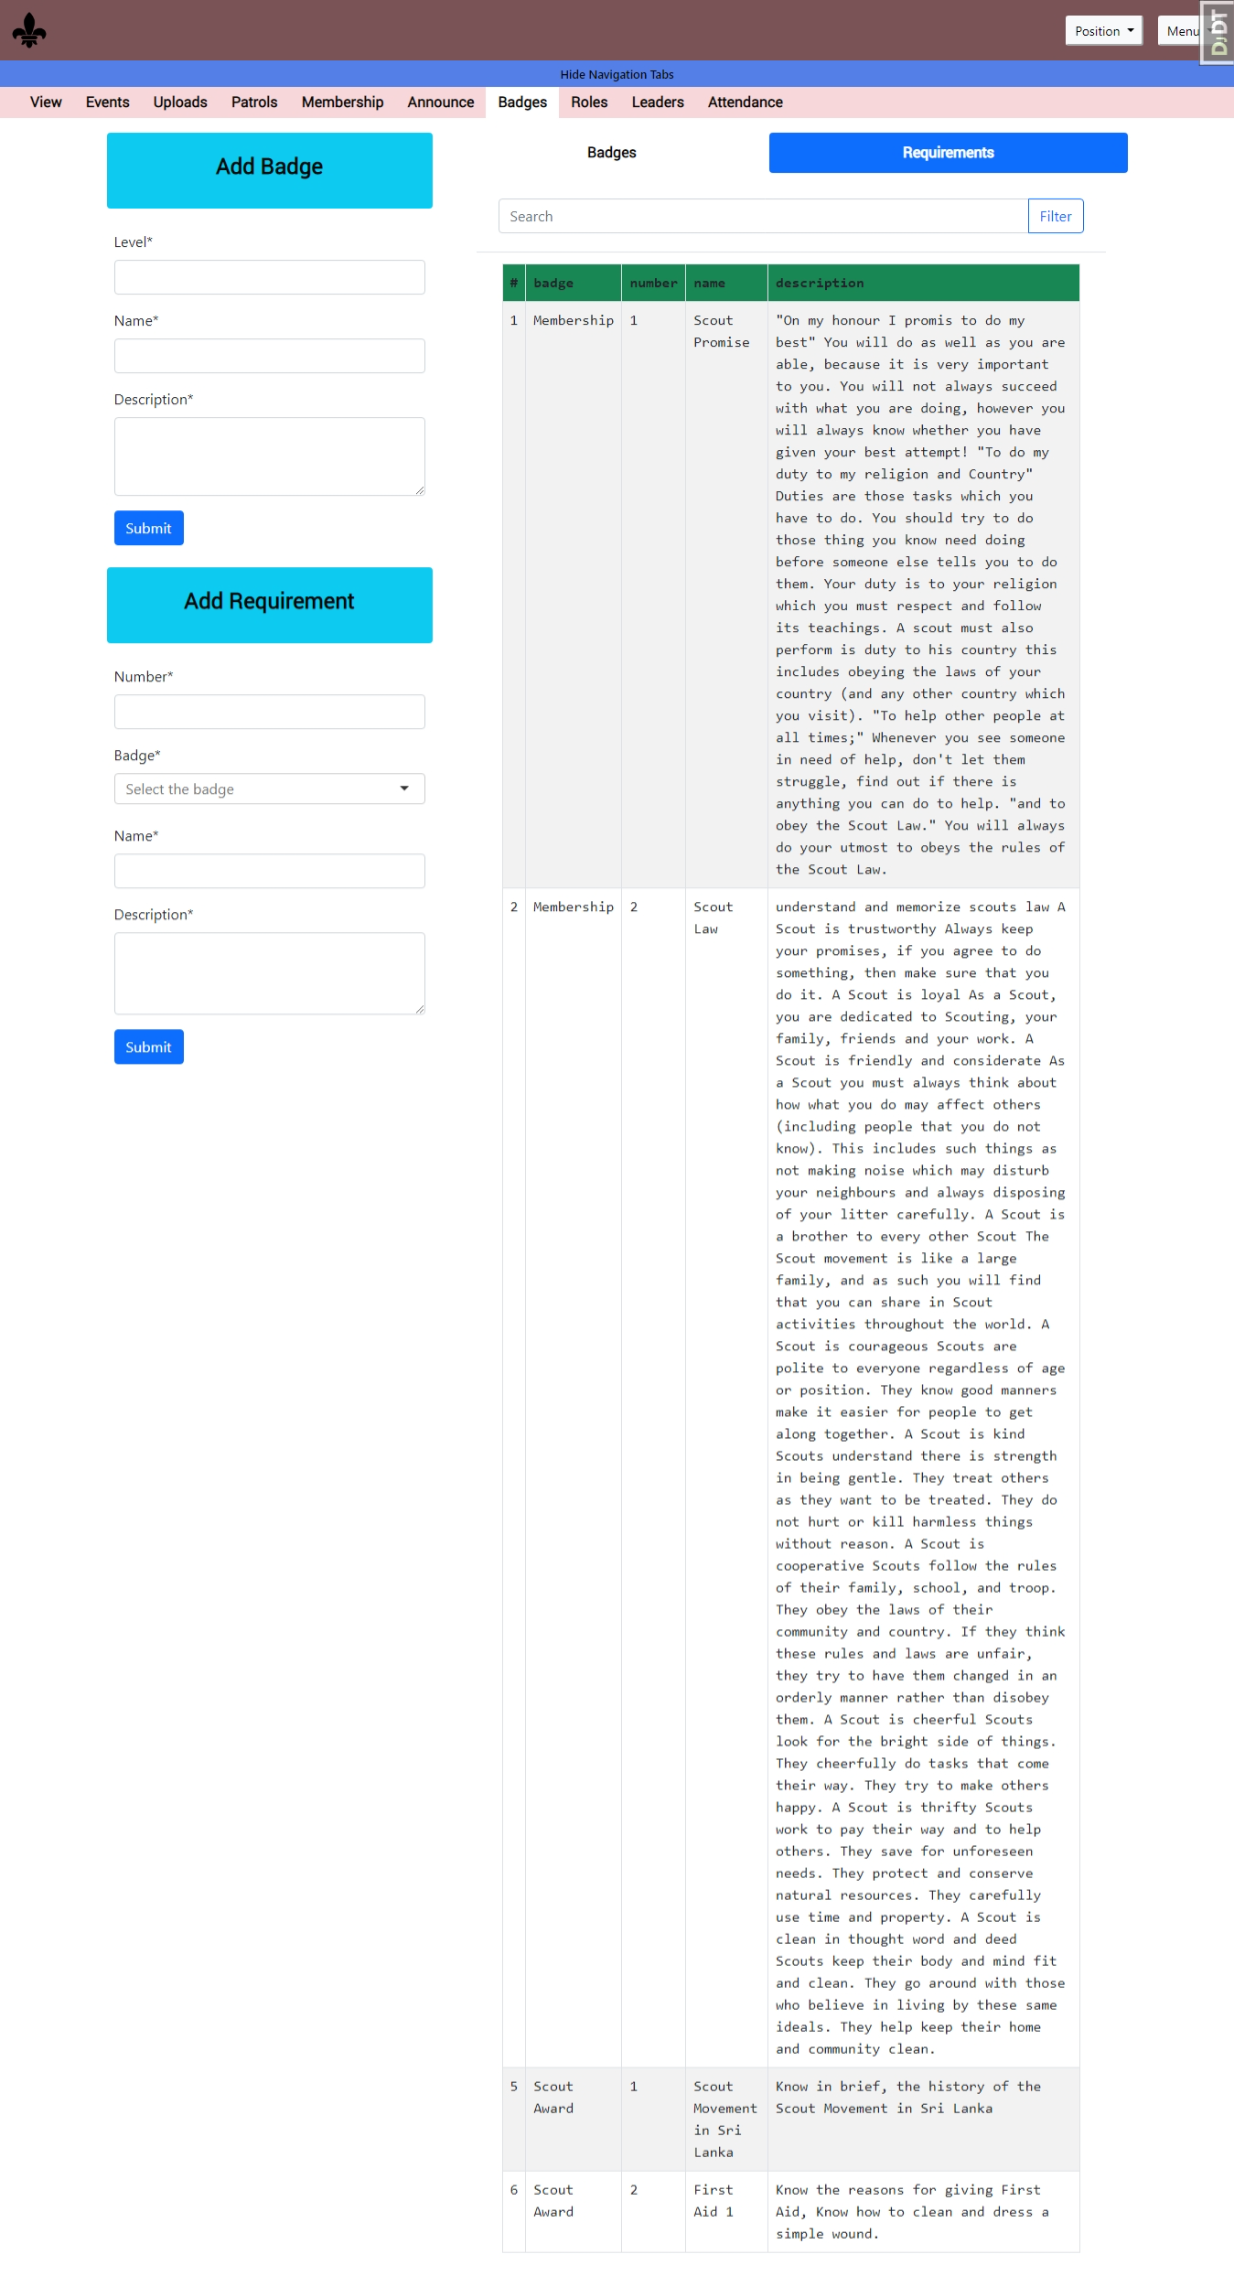 Position
Menu
DjDT
Hide Navigation Tabs
View Events Uploads Patrols Membership Announce Badges Roles Leaders Attendance
Add Badge
Level*
Name*
Description*
Submit
Add Requirement
Number*
Badge*
Select the badge
Name*
Description*
Submit
Badges Requirements
Search Filter
# badge number name description
1 Membership 1 Scout "On my honour I promis to do my
Promise best" You will do as well as you are
able, because it is very important
to you. You will not always succeed
with what you are doing, however you
will always know whether you have
given your best attempt! "To do my
duty to my religion and Country"
Duties are those tasks which you
have to do. You should try to do
those thing you know need doing
before someone else tells you to do
them. Your duty is to your religion
which you must respect and follow
its teachings. A scout must also
perform is duty to his country this
includes obeying the laws of your
country (and any other country which
you visit). "To help other people at
all times;" Whenever you see someone
in need of help, don't let them
struggle, find out if there is
anything you can do to help. "and to
obey the Scout Law." You will always
do your utmost to obeys the rules of
the Scout Law.
2 Membership 2 Scout understand and memorize scouts law A
Law Scout is trustworthy Always keep
your promises, if you agree to do
something, then make sure that you
do it. A Scout is loyal As a Scout,
you are dedicated to Scouting, your
family, friends and your work. A
Scout is friendly and considerate As
a Scout you must always think about
how what you do may affect others
(including people that you do not
know). This includes such things as
not making noise which may disturb
your neighbours and always disposing
of your litter carefully. A Scout is
a brother to every other Scout The
Scout movement is like a large
family, and as such you will find
that you can share in Scout
activities throughout the world. A
Scout is courageous Scouts are
polite to everyone regardless of age
or position. They know good manners
make it easier for people to get
along together. A Scout is kind
Scouts understand there is strength
in being gentle. They treat others
as they want to be treated. They do
not hurt or kill harmless things
without reason. A Scout is
cooperative Scouts follow the rules
of their family, school, and troop.
They obey the laws of their
community and country. If they think
these rules and laws are unfair,
they try to have them changed in an
orderly manner rather than disobey
them. A Scout is cheerful Scouts
look for the bright side of things.
They cheerfully do tasks that come
their way. They try to make others
happy. A Scout is thrifty Scouts
work to pay their way and to help
others. They save for unforeseen
needs. They protect and conserve
natural resources. They carefully
use time and property. A Scout is
clean in thought word and deed
Scouts keep their body and mind fit
and clean. They go around with those
who believe in living by these same
ideals. They help keep their home
and community clean.
5 Scout 1 Scout Know in brief, the history of the
Award Movement Scout Movement in Sri Lanka
in Sri
Lanka
6 Scout 2 First Know the reasons for giving First
Award Aid 1 Aid, Know how to clean and dress a
simple wound.